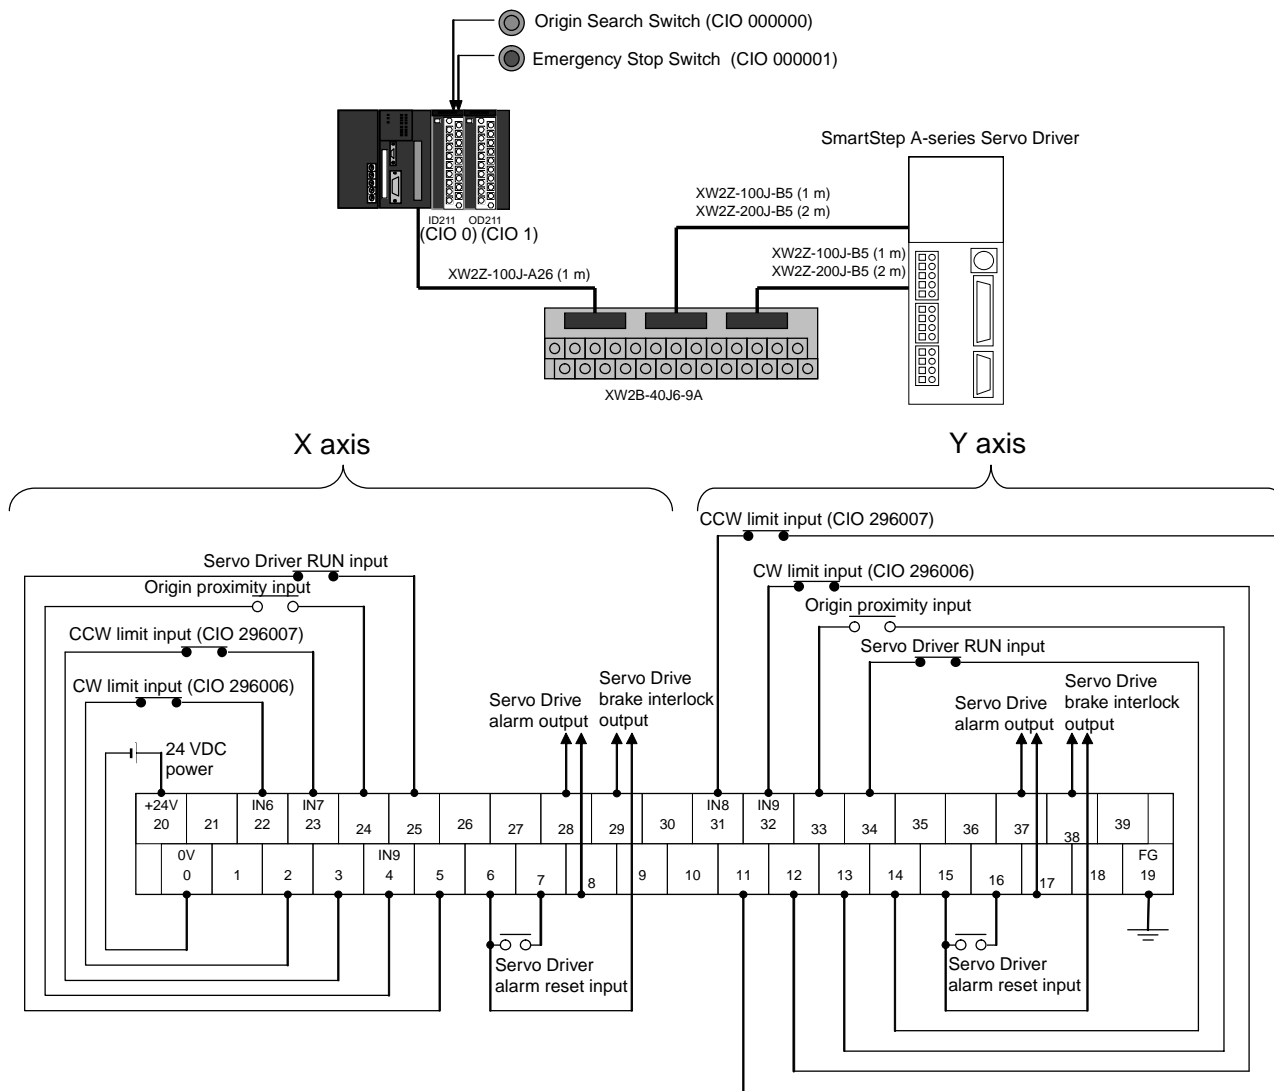 Origin Search Switch (CIO 000000)
Emergency Stop Switch (CIO 000001)
SmartStep A-series Servo Driver
XW2Z-100J-B5 (1 m)
XW2Z-200J-B5 (2 m)
ID211 OD211
(CIO 0) (CIO 1)
XW2Z-100J-B5 (1 m)
XW2Z-200J-B5 (2 m)
XW2Z-100J-A26 (1 m)
XW2B-40J6-9A
X axis
Y axis
CCW limit input (CIO 296007)
Servo Driver RUN input
CW limit input (CIO 296006)
Origin proximity input
Origin proximity input
CCW limit input (CIO 296007)
Servo Driver RUN input
CW limit input (CIO 296006)
Servo Drive
alarm output
Servo Drive
brake interlock
output
Servo Drive
alarm output
Servo Drive
brake interlock
output
24 VDC
power
+24V IN6 IN7 IN8 IN9
20 21 22 23 24 25 26 27 28 29 30 31 32 33 34 35 36 37 38 39
0V IN9 FG
0 1 2 3 4 5 6 7 8 9 10 11 12 13 14 15 16 17 18 19
Servo Driver
alarm reset input
Servo Driver
alarm reset input